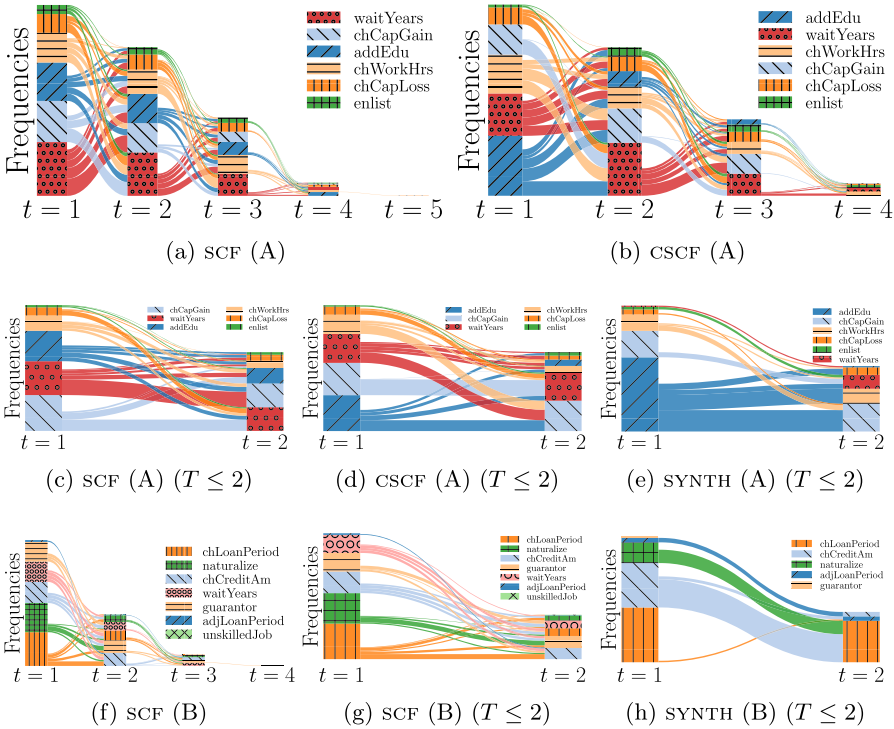 Frequencies
waitYears
chCapGain
addEdu
chWorkHrs
chCapLoss
enlist
t = 1 t = 2 t = 3 t = 4 t = 5
(a) SCF (A)
Frequencies
addEdu
waitYears
chWorkHrs
chCapGain
chCapLoss
enlist
t = 1 t = 2 t = 3 t = 4
(b) CSCF (A)
Frequencies
chCapGain chWorkHrs
waitYears chCapLoss
addEdu enlist
t = 1 t = 2
(c) SCF (A) (T ≤ 2)
Frequencies
addEdu chWorkHrs
chCapGain chCapLoss
waitYears enlist
t = 1 t = 2
(d) CSCF (A) (T ≤ 2)
Frequencies
addEdu
chCapGain
chWorkHrs
chCapLoss
enlist
waitYears
t = 1 t = 2
(e) SYNTH (A) (T ≤ 2)
Frequencies
chLoanPeriod
naturalize
chCreditAm
waitYears
guarantor
adjLoanPeriod
unskilledJob
t = 1 t = 2 t = 3 t = 4
(f) SCF (B)
Frequencies
chLoanPeriod
naturalize
chCreditAm
guarantor
waitYears
adjLoanPeriod
unskilledJob
t = 1 t = 2
(g) SCF (B) (T ≤ 2)
Frequencies
chLoanPeriod
chCreditAm
naturalize
adjLoanPeriod
guarantor
t = 1 t = 2
(h) SYNTH (B) (T ≤ 2)